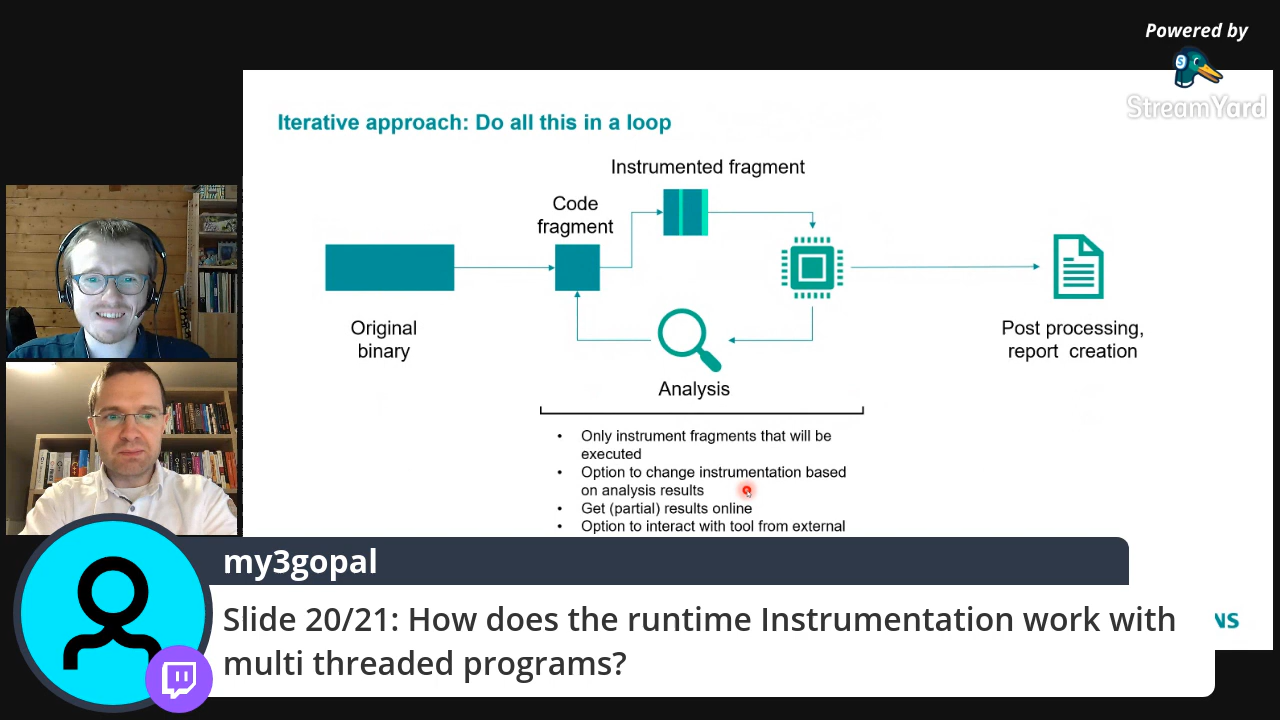 Powered by
StreamYard
Iterative approach: Do all this in a loop
Instrumented fragment
Code
fragment
Original
binary
Analysis
Post processing,
report creation
• Only instrument fragments that will be
executed
• Option to change instrumentation based
on analysis results
• Get (partial) results online
• Option to interact with tool from external
my3gopal
Slide 20/21: How does the runtime Instrumentation work with
multi threaded programs?
NS